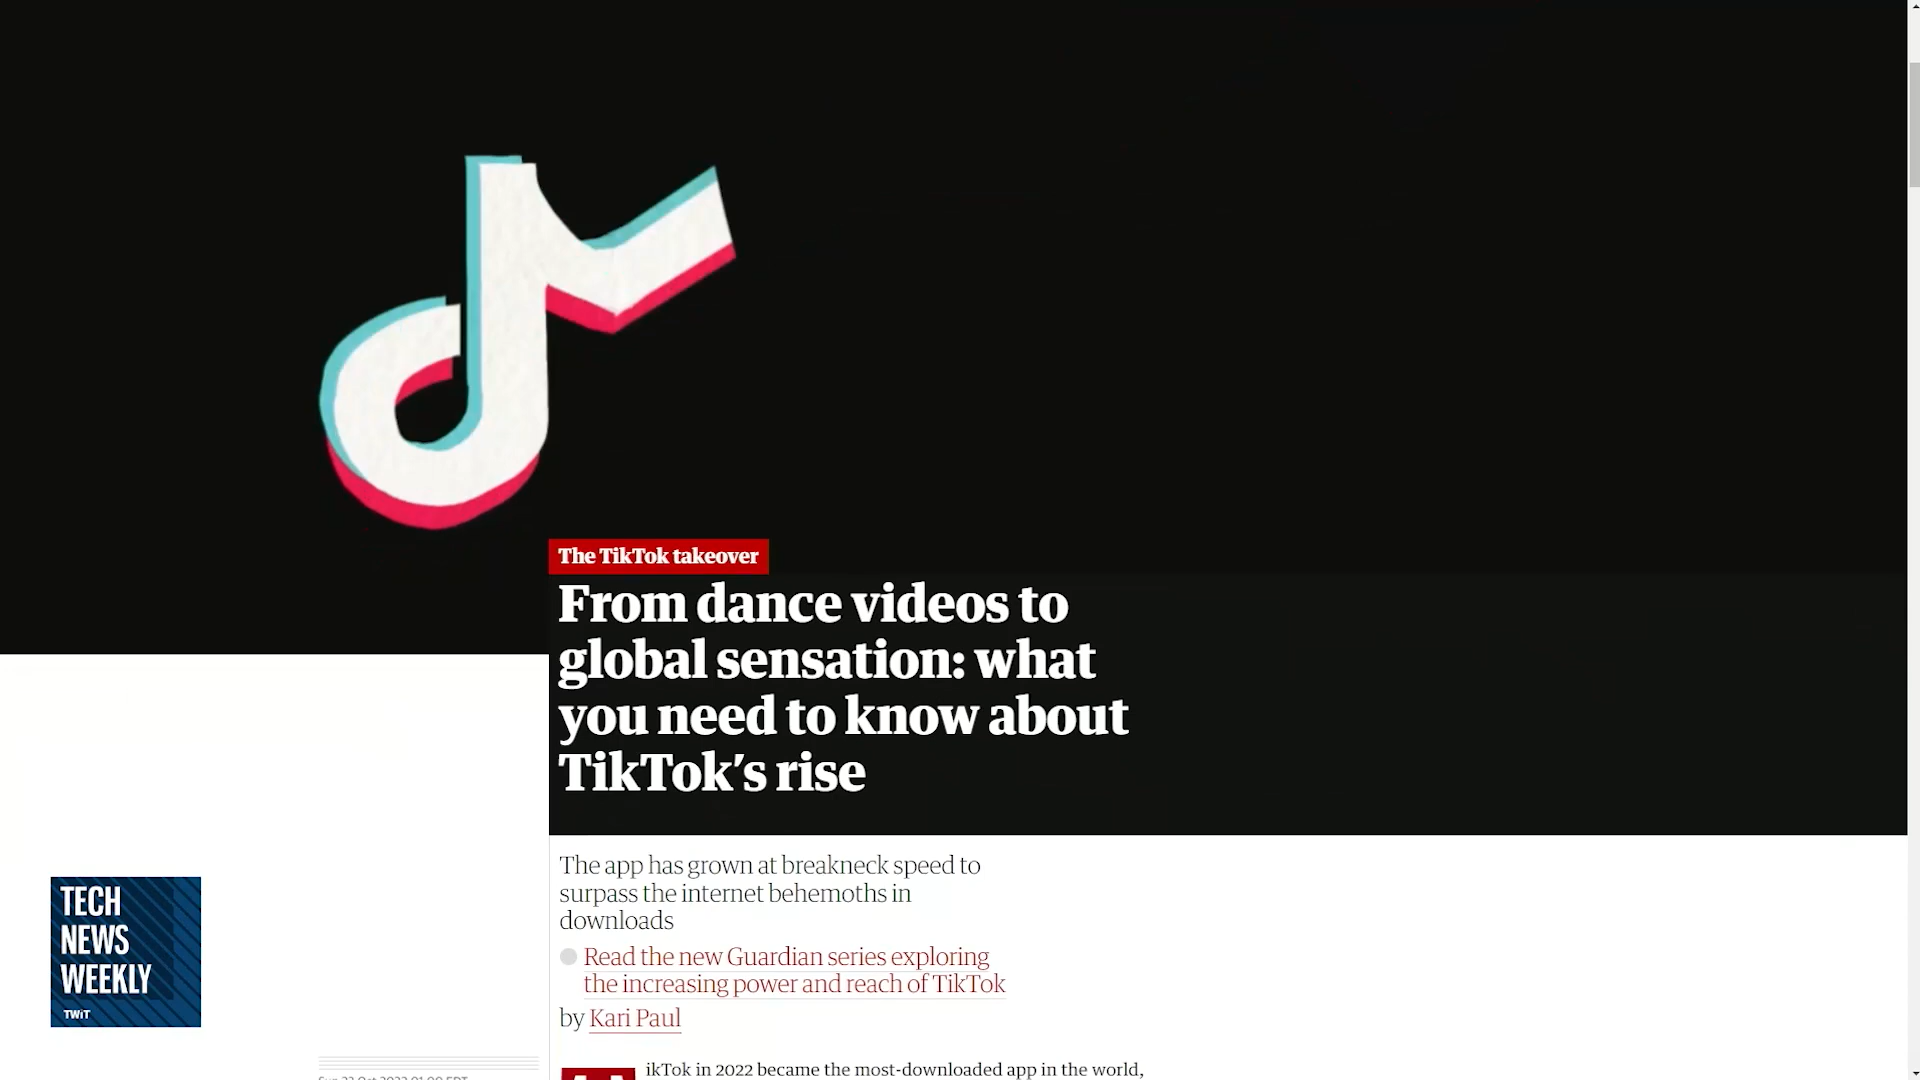 The TikTok takeover
From dance videos to
global sensation: what
you need to know about
TikTok’s rise
The app has grown at breakneck speed to
surpass the internet behemoths in
downloads
Read the new Guardian series exploring
the increasing power and reach of TikTok
by Kari Paul
ikTok in 2022 became the most-downloaded app in the world,
TECH
NEWS
WEEKLY
TWiT